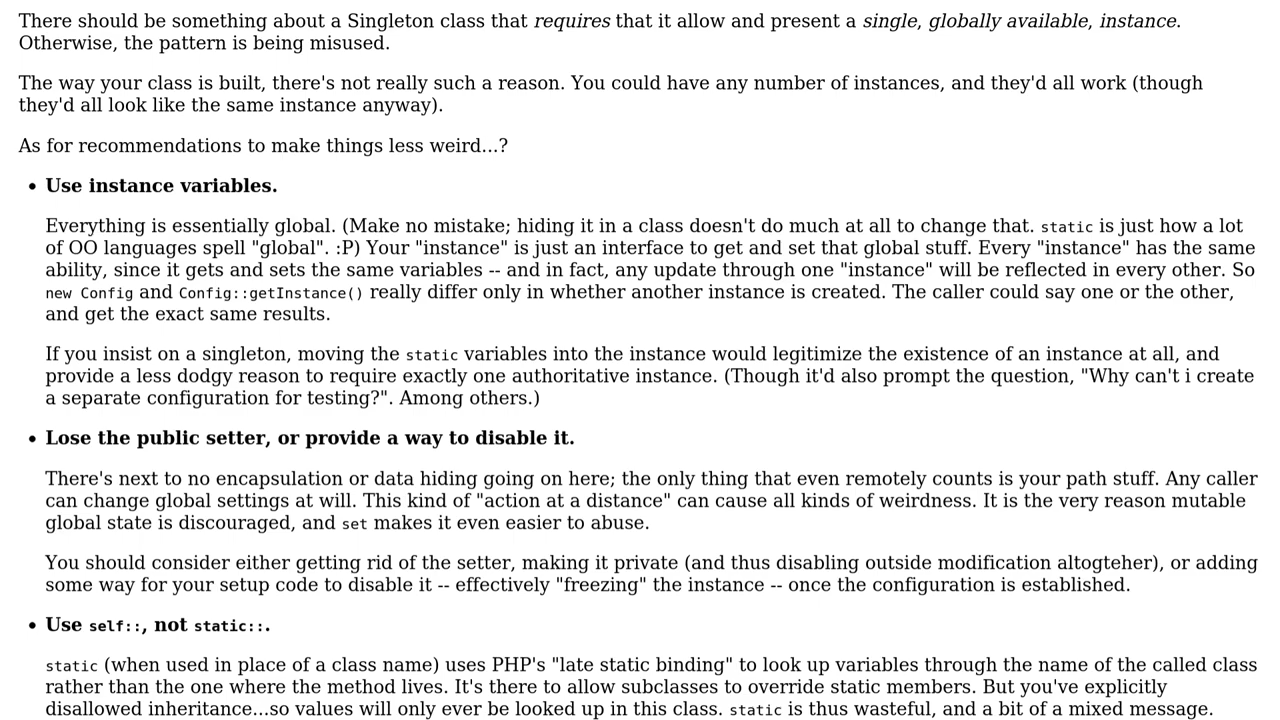 There should be something about a Singleton class that requires that it allow and present a single, globally available, instance.
Otherwise, the pattern is being misused.
The way your class is built, there's not really such a reason. You could have any number of instances, and they'd all work (though
they'd all look like the same instance anyway).
As for recommendations to make things less weird...?
• Use instance variables.
Everything is essentially global. (Make no mistake; hiding it in a class doesn't do much at all to change that. static is just how a lot
of OO languages spell "global". :P) Your "instance" is just an interface to get and set that global stuff. Every "instance" has the same
ability, since it gets and sets the same variables -- and in fact, any update through one "instance" will be reflected in every other. So
new Config and Config::getInstance() really differ only in whether another instance is created. The caller could say one or the other,
and get the exact same results.
If you insist on a singleton, moving the static variables into the instance would legitimize the existence of an instance at all, and
provide a less dodgy reason to require exactly one authoritative instance. (Though it'd also prompt the question, "Why can't i create
a separate configuration for testing?". Among others.)
• Lose the public setter, or provide a way to disable it.
There's next to no encapsulation or data hiding going on here; the only thing that even remotely counts is your path stuff. Any caller
can change global settings at will. This kind of "action at a distance" can cause all kinds of weirdness. It is the very reason mutable
global state is discouraged, and set makes it even easier to abuse.
You should consider either getting rid of the setter, making it private (and thus disabling outside modification altogteher), or adding
some way for your setup code to disable it -- effectively "freezing" the instance -- once the configuration is established.
• Use self::, not static::.
static (when used in place of a class name) uses PHP's "late static binding" to look up variables through the name of the called class
rather than the one where the method lives. It's there to allow subclasses to override static members. But you've explicitly
disallowed inheritance...so values will only ever be looked up in this class. static is thus wasteful, and a bit of a mixed message.